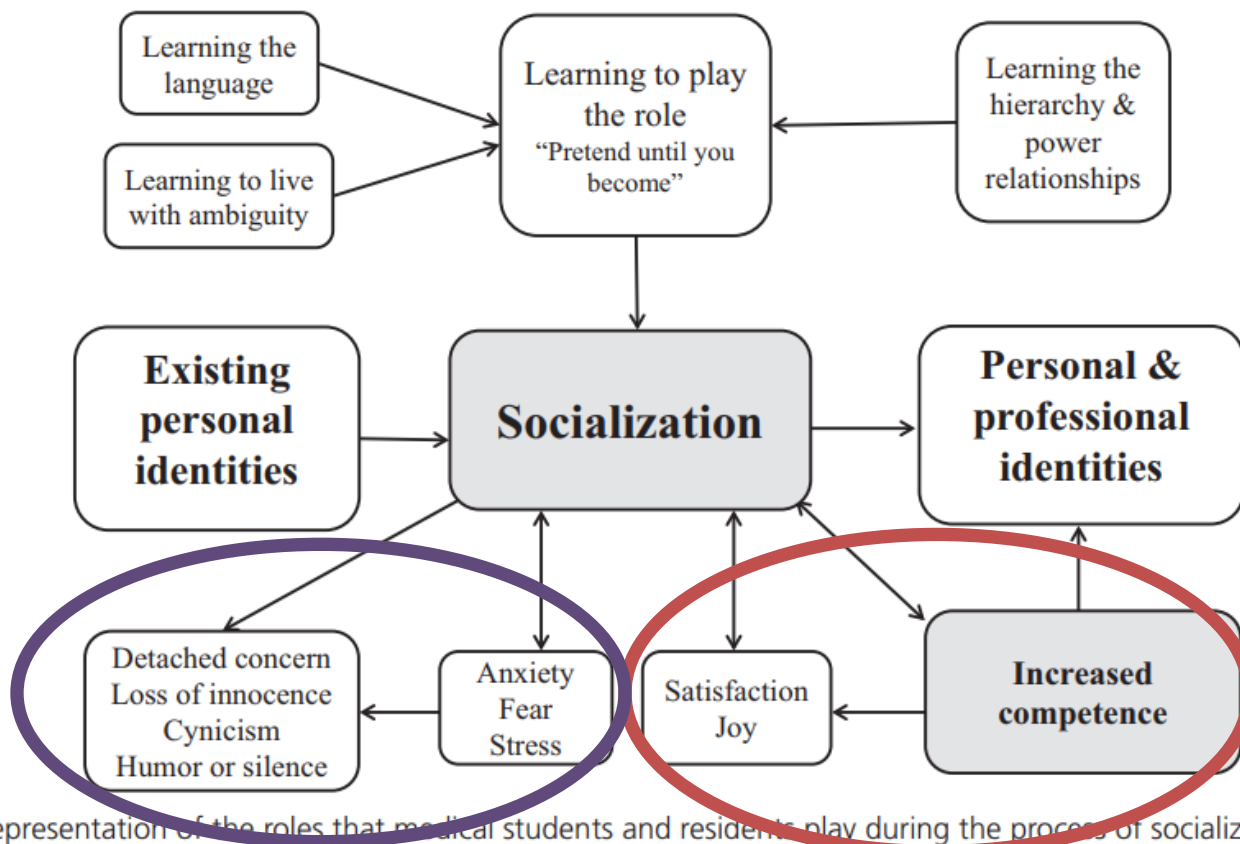 Learning the
language
Learning to live
with ambiguity
Learning to play
the role
“Pretend until you
become”
Learning the
hierarchy &
power
relationships
Existing
personal
identities
Socialization
Personal &
professional
identities
Detached concern
Loss of innocence
Cynicism
Humor or silence
Anxiety
Fear
Stress
Satisfaction
Joy
Increased
competence
epresentation of the roles that medical students and residents play during the process of socializ